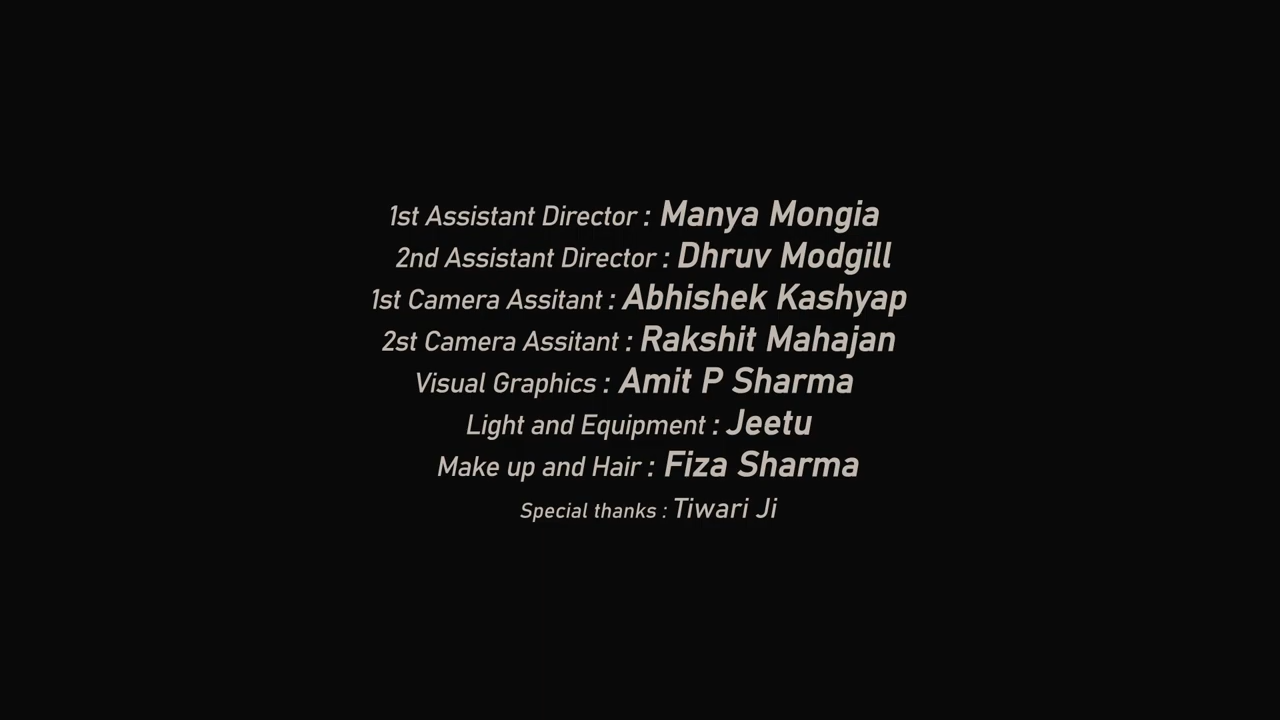 1st Assistant Director : Manya Mongia
2nd Assistant Director : Dhruv Modgill
1st Camera Assitant : Abhishek Kashyap
2st Camera Assitant : Rakshit Mahajan
Visual Graphics : Amit P Sharma
Light and Equipment : Jeetu
Make up and Hair : Fiza Sharma
Special thanks : Tiwari Ji